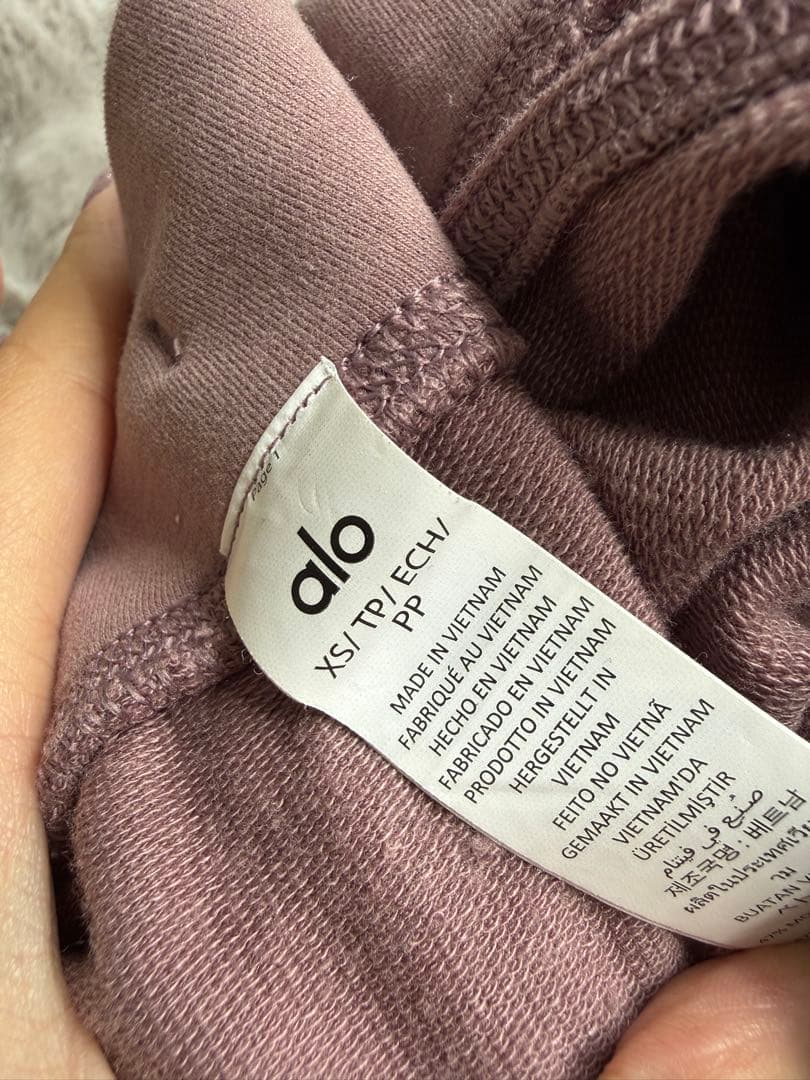 Page 1
alo
XS/ TP/ ECH/
PP
MADE IN VIETNAM
FABRIQUÉ AU VIETNAM
HECHO EN VIETNAM
FABRICADO EN VIETNAM
PRODOTTO IN VIETNAM
HERGESTELLT IN
VIETNAM
FEITO NO VIETNÃ
GEMAAKT IN VIETNAM
VIETNAM'DA
ÜRETILMIŞTIR
صُنع في فيتنام
제조국명 : 베트남
BUATAN